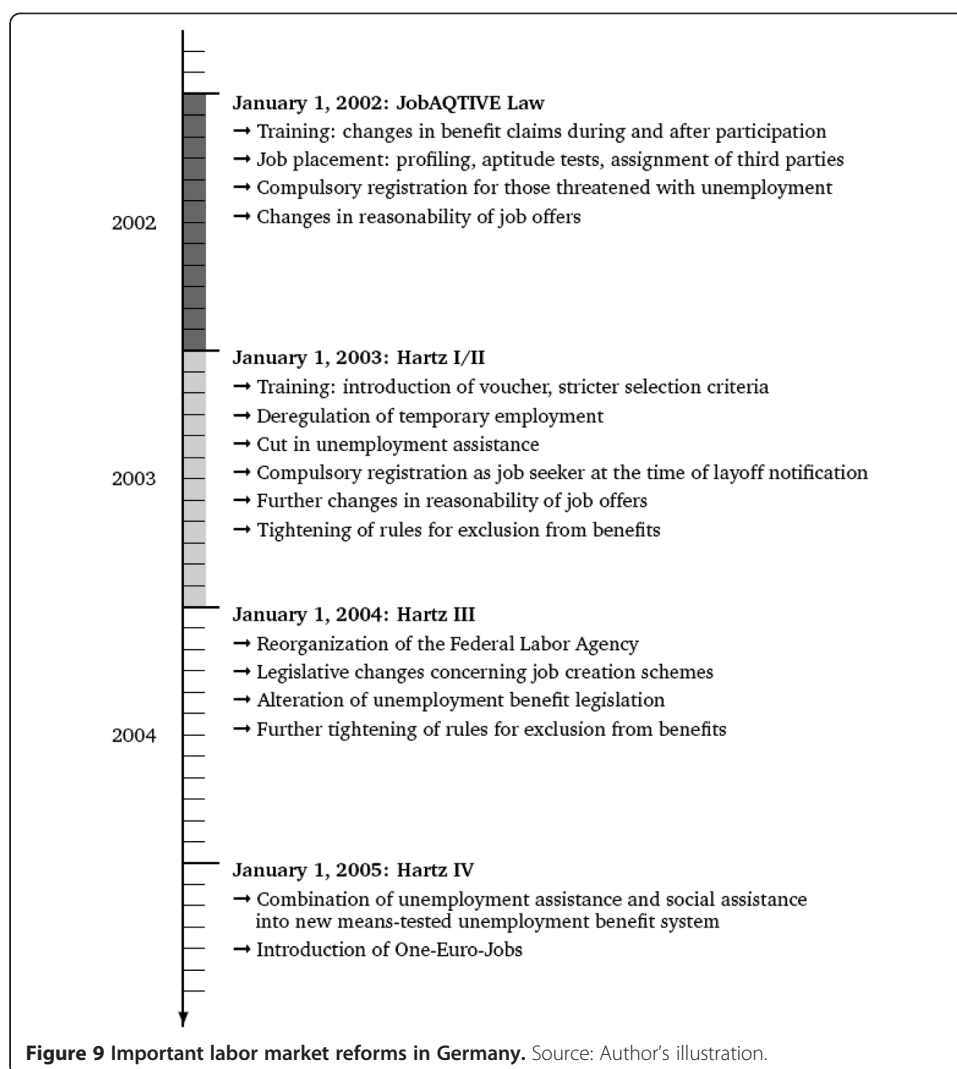 January 1, 2002: JobAQTIVE Law
→ Training: changes in benefit claims during and after participation
→ Job placement: profiling, aptitude tests, assignment of third parties
→ Compulsory registration for those threatened with unemployment
2002
→ Changes in reasonability of job offers
January 1, 2003: Hartz I/II
→ Training: introduction of voucher, stricter selection criteria
→ Deregulation of temporary employment
→ Cut in unemployment assistance
2003
→ Compulsory registration as job seeker at the time of layoff notification
→ Further changes in reasonability of job offers
→ Tightening of rules for exclusion from benefits
January 1, 2004: Hartz III
→ Reorganization of the Federal Labor Agency
→ Legislative changes concerning job creation schemes
→ Alteration of unemployment benefit legislation
2004
→ Further tightening of rules for exclusion from benefits
January 1, 2005: Hartz IV
→ Combination of unemployment assistance and social assistance
into new means-tested unemployment benefit system
→ Introduction of One-Euro-Jobs
Figure 9 Important labor market reforms in Germany. Source: Author's illustration.